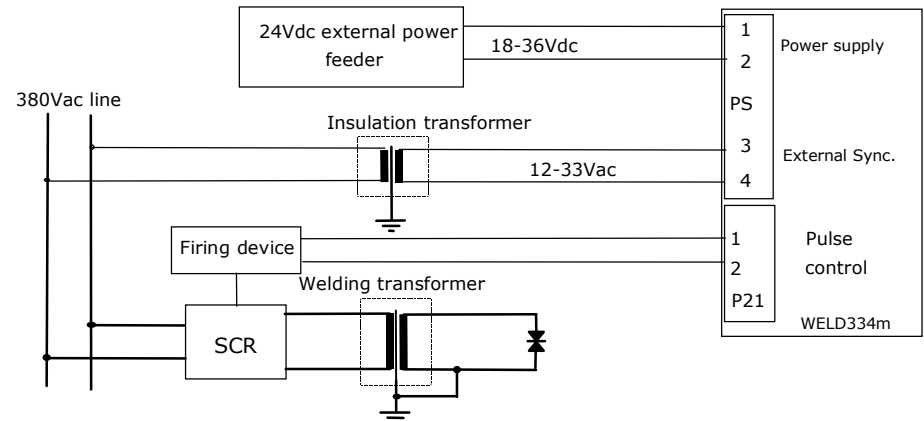 24Vdc external power
feeder
18-36Vdc
1
2
Power supply
PS
380Vac line
Insulation transformer
3
4
External Sync.
12-33Vac
Firing device
1
2
Pulse
control
P21
Welding transformer
WELD334m
SCR